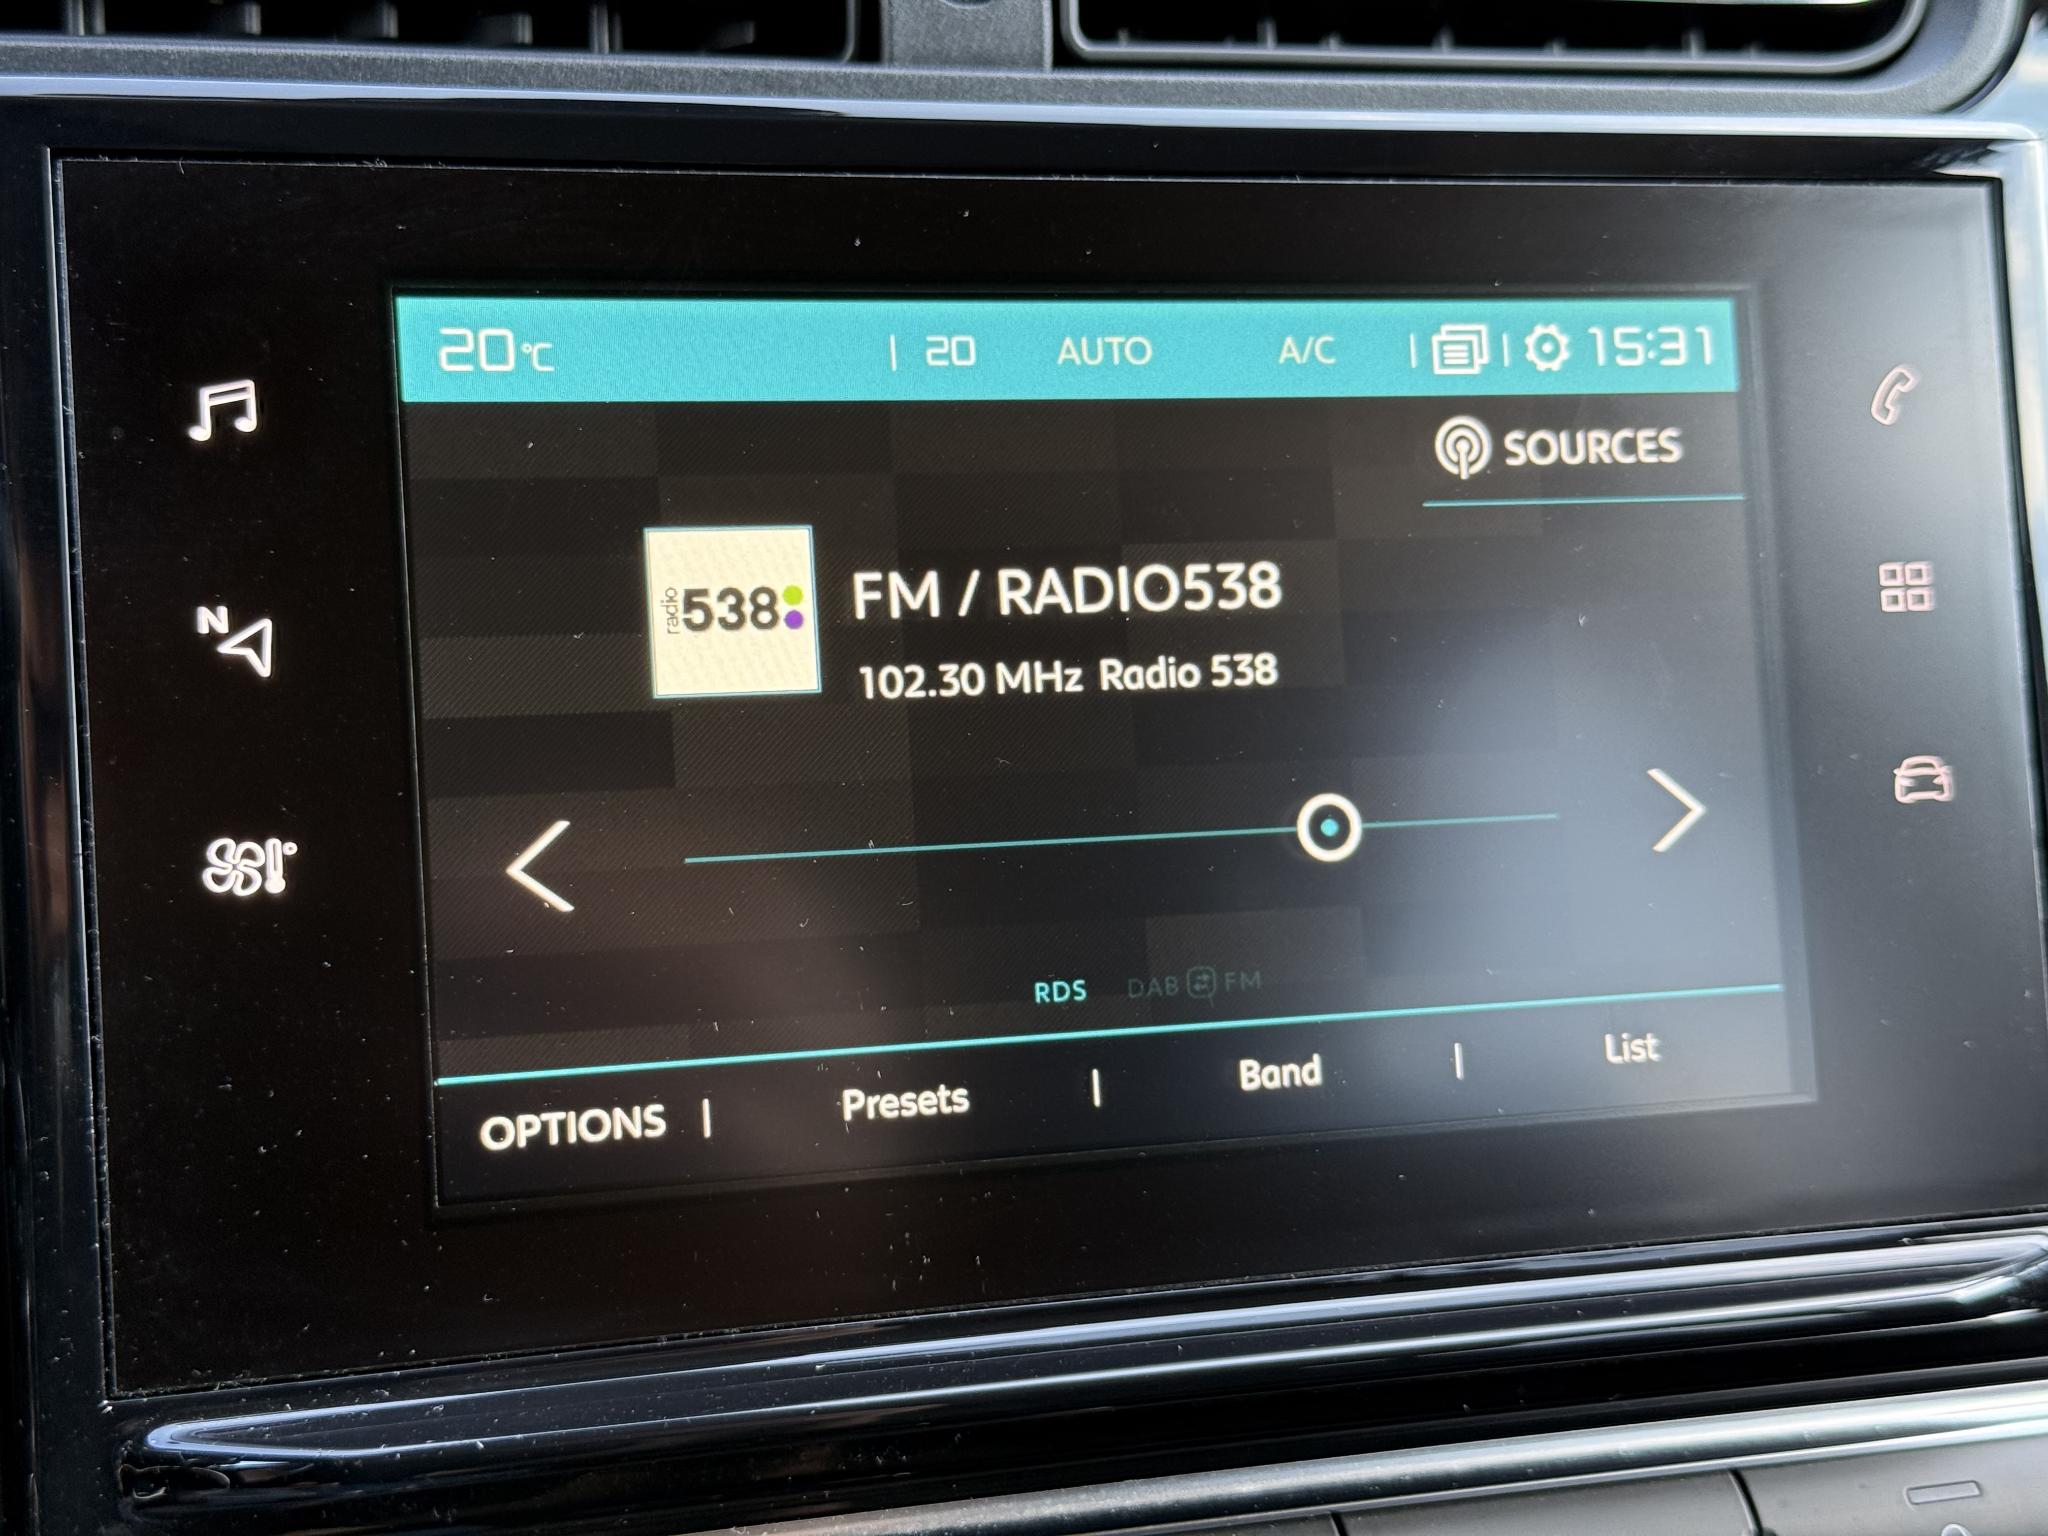 20°C | 20 AUTO A/C | | 15:31
SOURCES
radio 538
FM / RADIO538
102.30 MHz Radio 538
N
RDS DAB FM
OPTIONS | Presets | Band | List